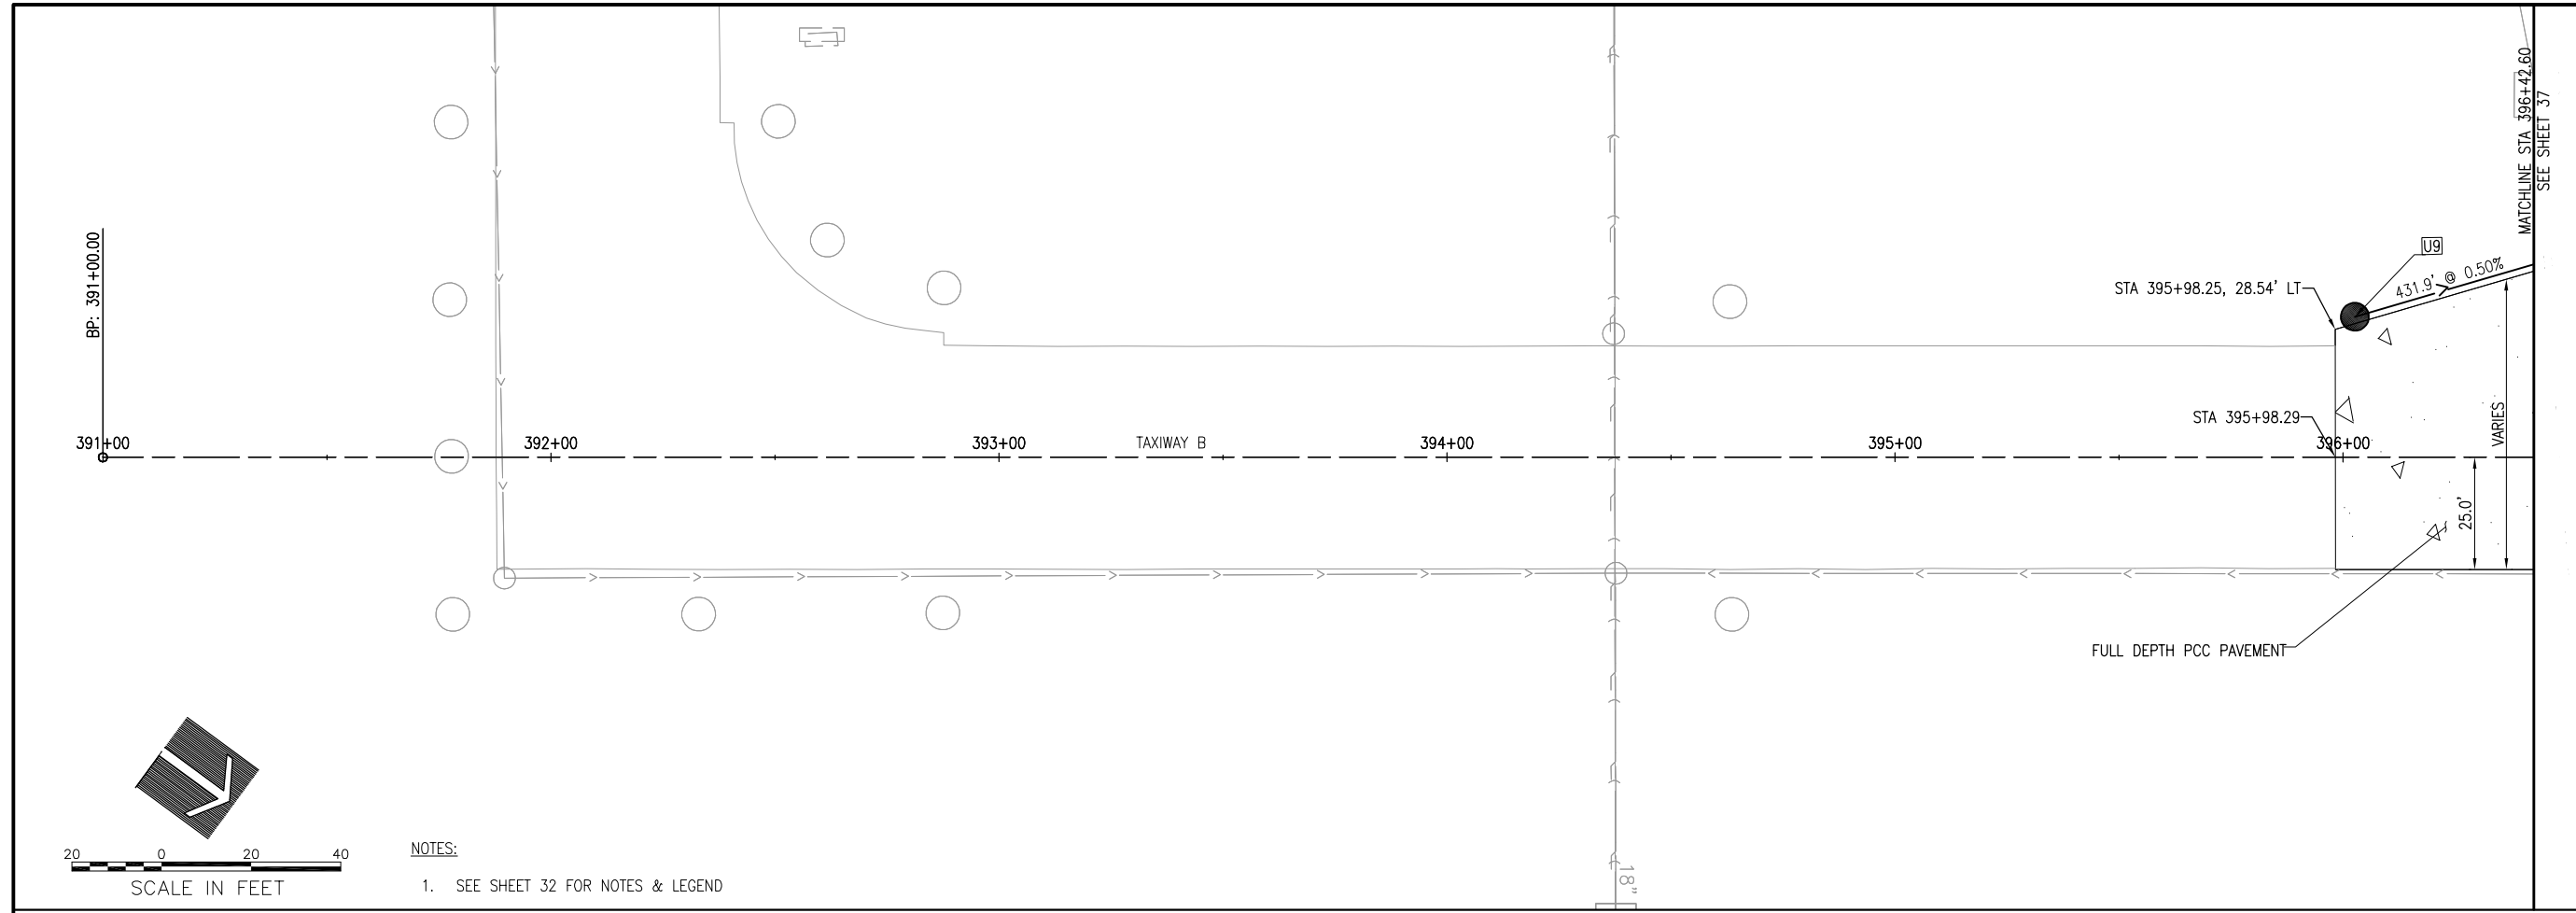 MATCHLINE STA 396+42.60
SEE SHEET 37
BP: 391+00.00
U9
431.9' @ 0.50%
STA 395+98.25, 28.54' LT
STA 395+98.29
VARIES
391+00
392+00
393+00
TAXIWAY B
394+00
395+00
396+00
25.0'
FULL DEPTH PCC PAVEMENT
20 0 20 40
SCALE IN FEET
NOTES:
1. SEE SHEET 32 FOR NOTES & LEGEND
18"